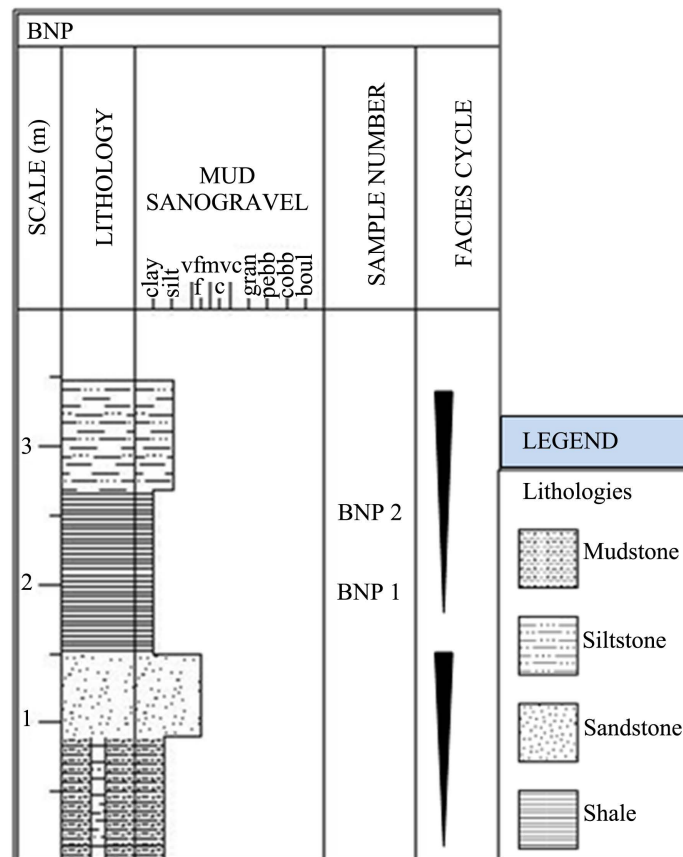 BNP
SCALE (m)
LITHOLOGY
MUD
SANOGRAVEL
clay
silt
vf
f
m
c
vc
gran
pebb
cobb
boul
SAMPLE NUMBER
FACIES CYCLE
3
2
1
BNP 2
BNP 1
LEGEND
Lithologies
Mudstone
Siltstone
Sandstone
Shale